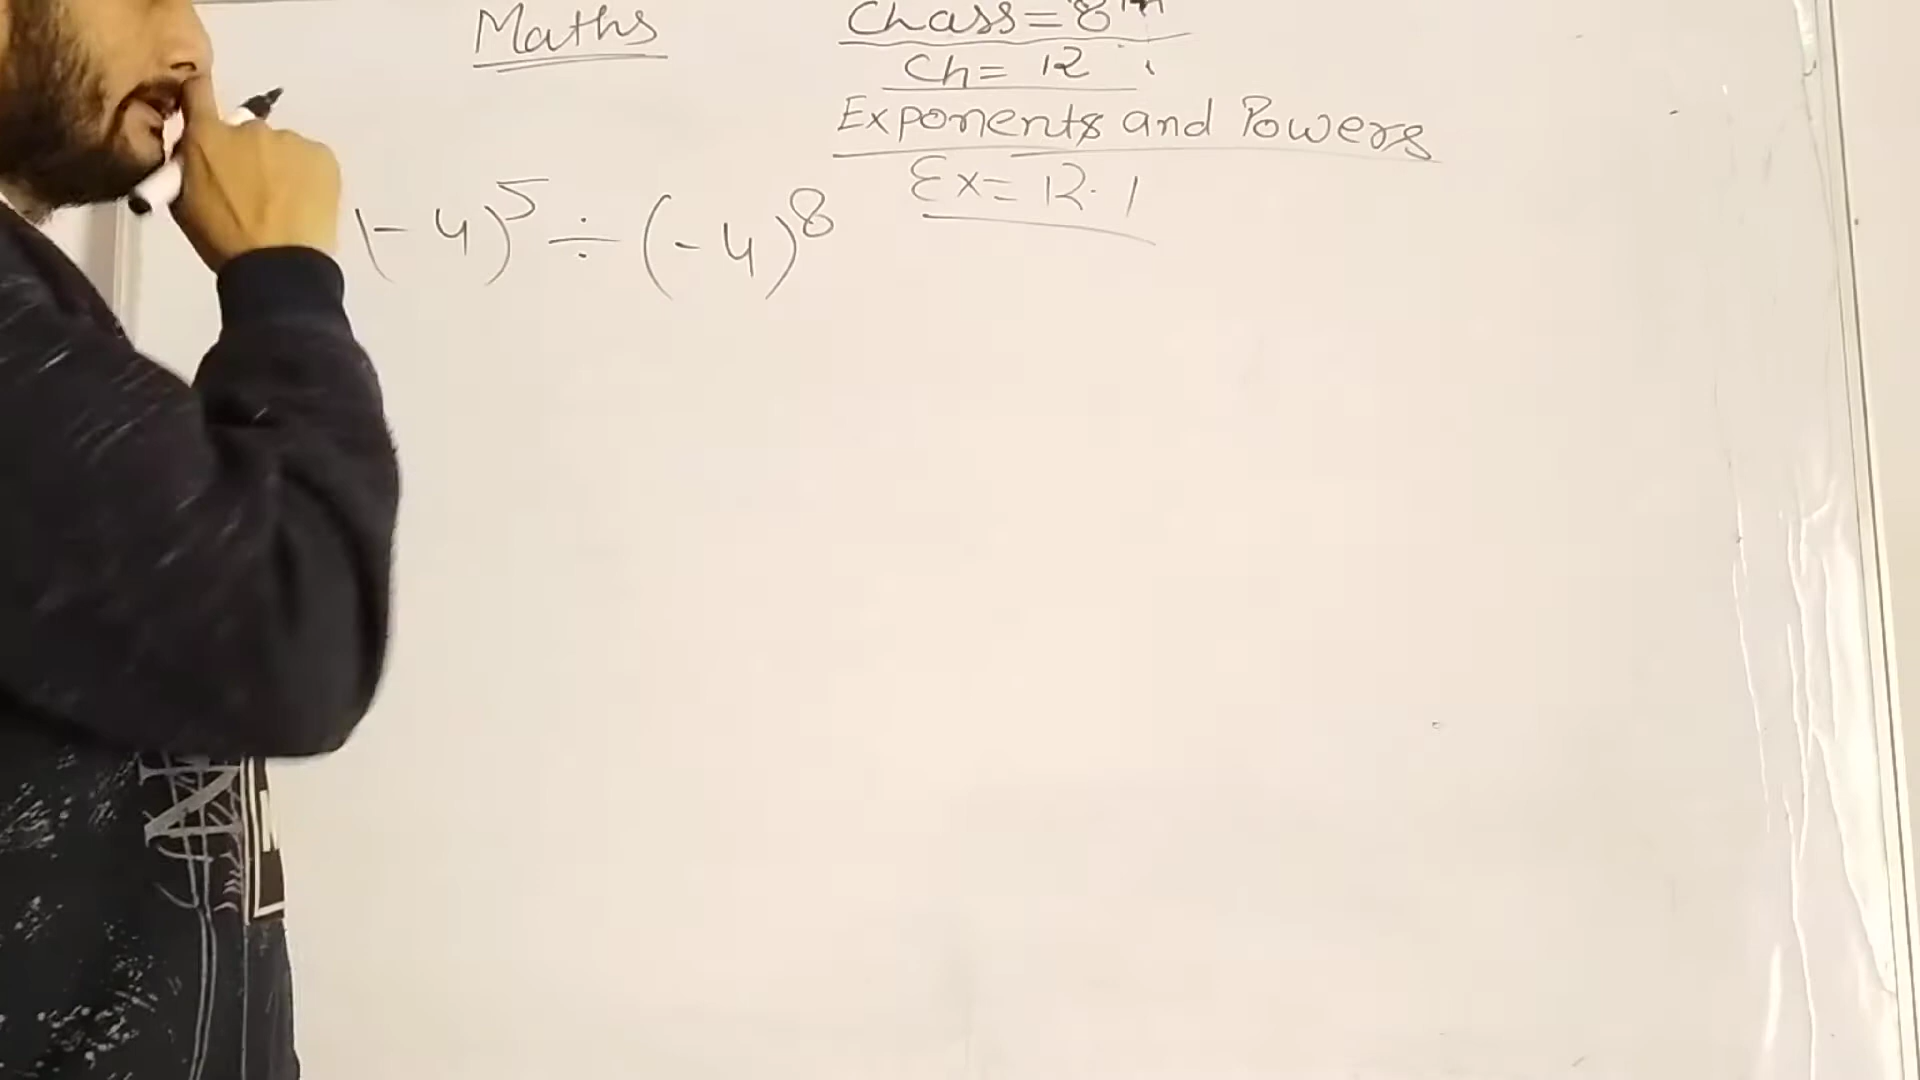 Maths
Class = 8th
Ch = 12
Exponents and Powers
Ex = 12.1
(-4)⁵ ÷ (-4)⁸